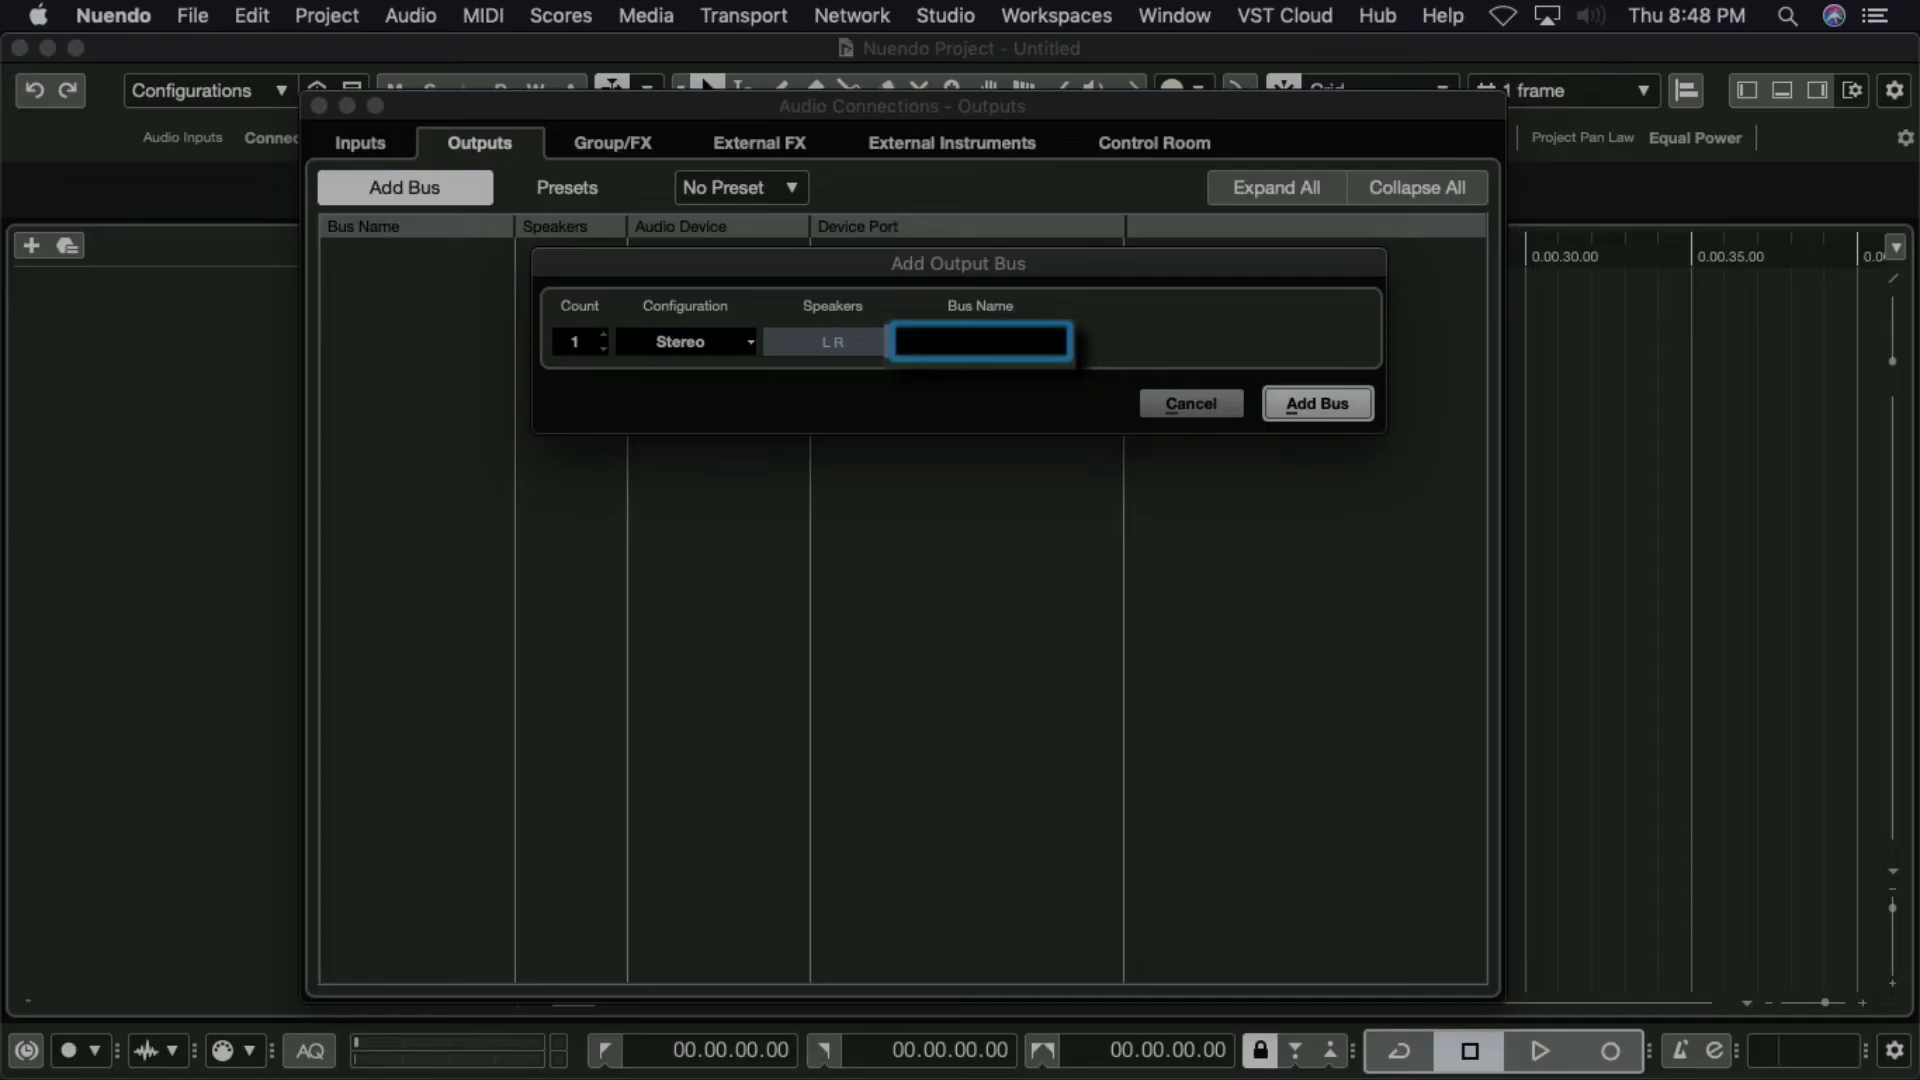 Nuendo File Edit Project Audio MIDI Scores Media Transport Network Studio Workspaces Window VST Cloud Hub Help Thu 8:48 PM
Nuendo Project - Untitled
Configurations 1 frame
Audio Connections - Outputs
Audio Inputs Project Pan Law Equal Power
Inputs Outputs Group/FX External FX External Instruments Control Room
Add Bus Presets No Preset Expand All Collapse All
Bus Name Speakers Audio Device Device Port
0.00.30.00 0.00.35.00
Add Output Bus
Count Configuration Speakers Bus Name
1 Stereo L R
Cancel Add Bus
AQ 00.00.00.00 00.00.00.00 00.00.00.00